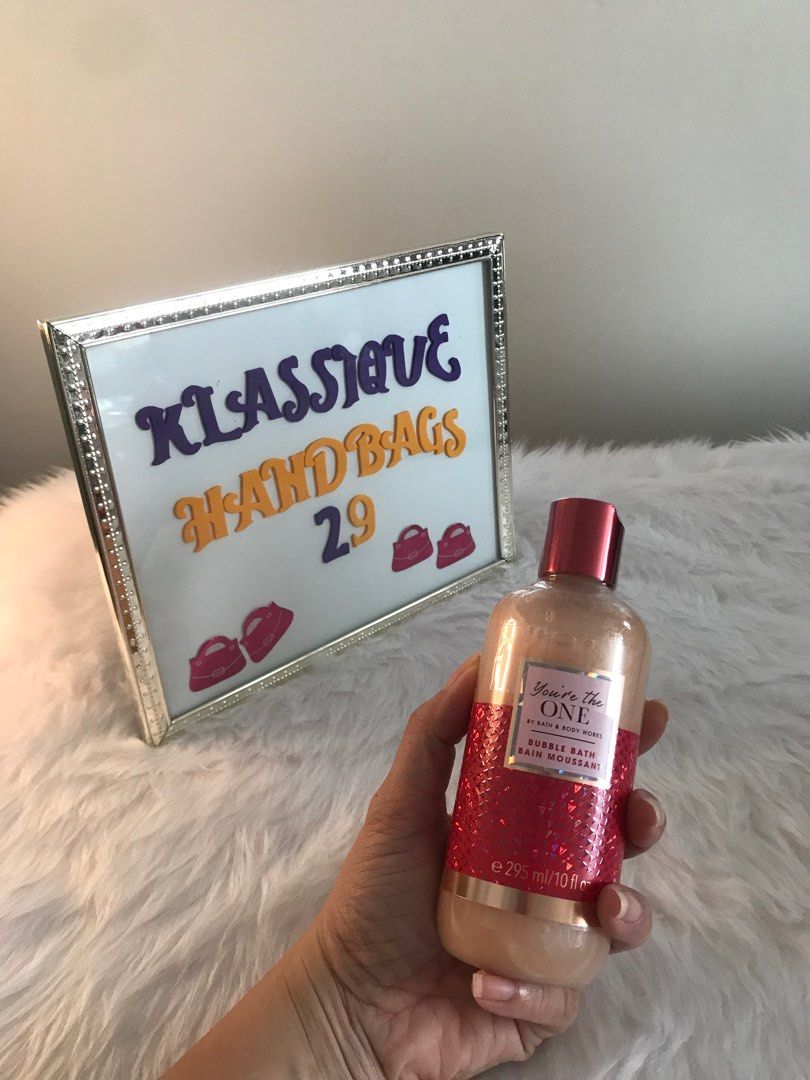 KLASSIQUE
HANDBAGS
29
You're the
ONE
BY BATH & BODY WORKS
BUBBLE BATH
BAIN MOUSSANT
e 295 ml/10 fl